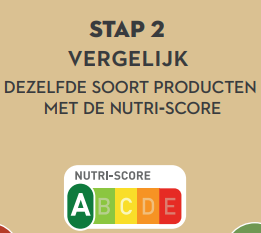 STAP 2
VERGELIJK
DEZELFDE SOORT PRODUCTEN
MET DE NUTRI-SCORE
NUTRI-SCORE
A B C D E